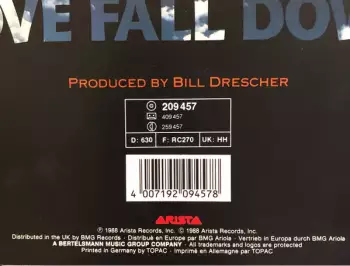 OVE FALL DOW
PRODUCED BY BILL DRESCHER
209 457
409 457
259 457
D: 630 F: RC270 UK: HH
4 007192 094578
ARISTA
℗ 1988 Arista Records, Inc. © 1988 Arista Records, Inc.
Distributed in the UK by BMG Records · Distribué en Europe par BMG Ariola · Vertrieb in Europa durch BMG Ariola
A BERTELSMANN MUSIC GROUP COMPANY · All trademarks and logos are protected
Printed in Germany by TOPAC · Imprimé en Allemagne par TOPAC